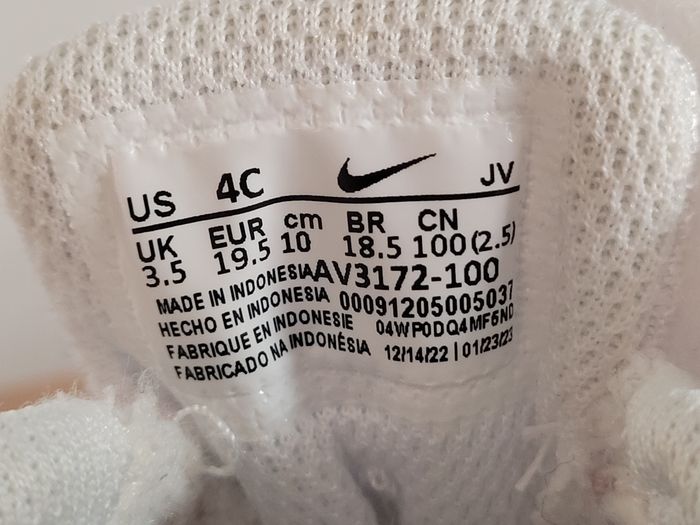 US 4C JV
UK EUR cm BR CN
3.5 19.5 10 18.5 100 (2.5)
MADE IN INDONESIA AV3172-100
HECHO EN INDONESIA 00091205005037
FABRIQUE EN INDONESIE 04WP0DQ4MF6ND
FABRICADO NA INDONÉSIA 12/14/22 | 01/23/23